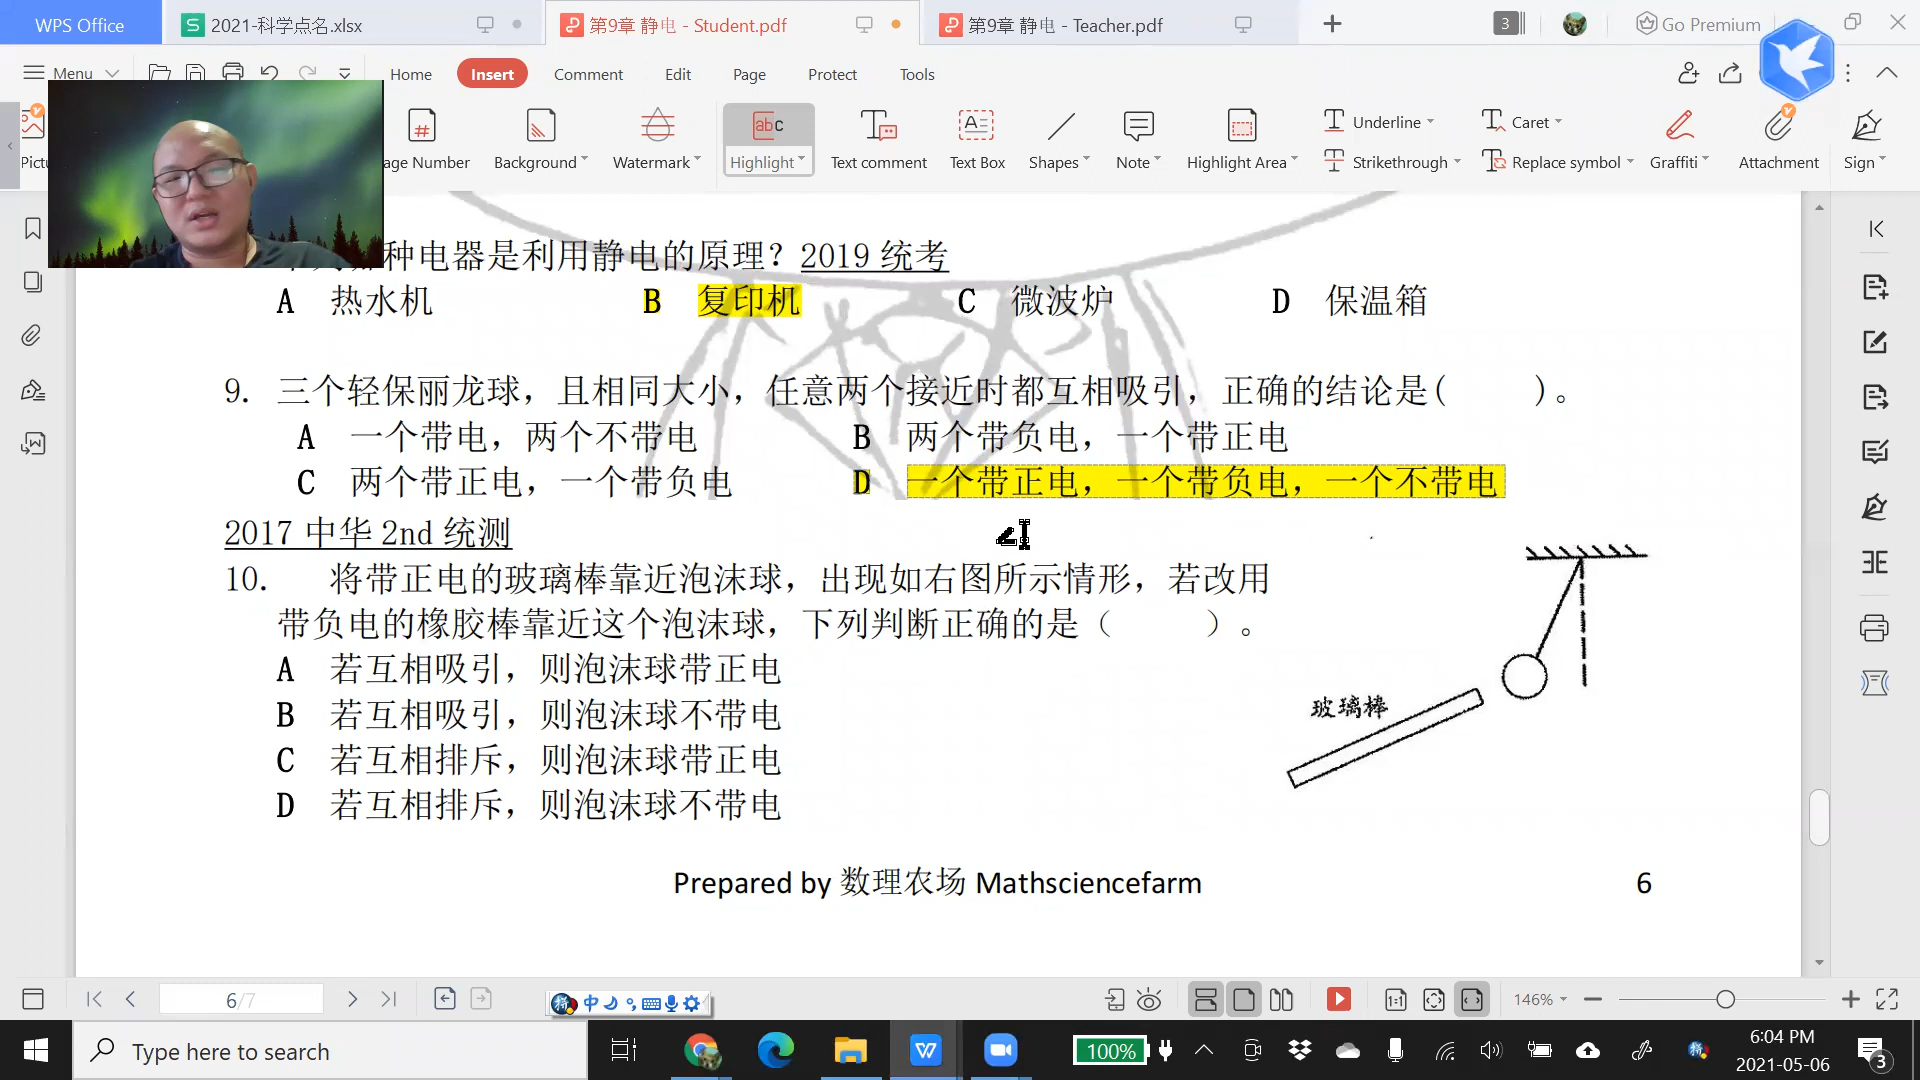 WPS Office
2021-科学点名.xlsx
第9章 静电 - Student.pdf
第9章 静电 - Teacher.pdf
3
Go Premium
Menu
Home
Insert
Comment
Edit
Page
Protect
Tools
Pictu
age Number
Background
Watermark
abc
Highlight
Text comment
Text Box
Shapes
Note
Highlight Area
Underline
Strikethrough
Caret
Replace symbol
Graffiti
Attachment
Sign
种电器是利用静电的原理？2019 统考
A 热水机 B 复印机 C 微波炉 D 保温箱
9. 三个轻保丽龙球，且相同大小，任意两个接近时都互相吸引，正确的结论是( )。
A 一个带电，两个不带电 B 两个带负电，一个带正电
C 两个带正电，一个带负电 D 一个带正电，一个带负电，一个不带电
2017 中华 2nd 统测
10. 将带正电的玻璃棒靠近泡沫球，出现如右图所示情形，若改用
带负电的橡胶棒靠近这个泡沫球，下列判断正确的是（ ）。
A 若互相吸引，则泡沫球带正电
B 若互相吸引，则泡沫球不带电
C 若互相排斥，则泡沫球带正电
D 若互相排斥，则泡沫球不带电
玻璃棒
Prepared by 数理农场 Mathsciencefarm
6
6/7
中
1:1
146%
Type here to search
100%
6:04 PM
2021-05-06
3